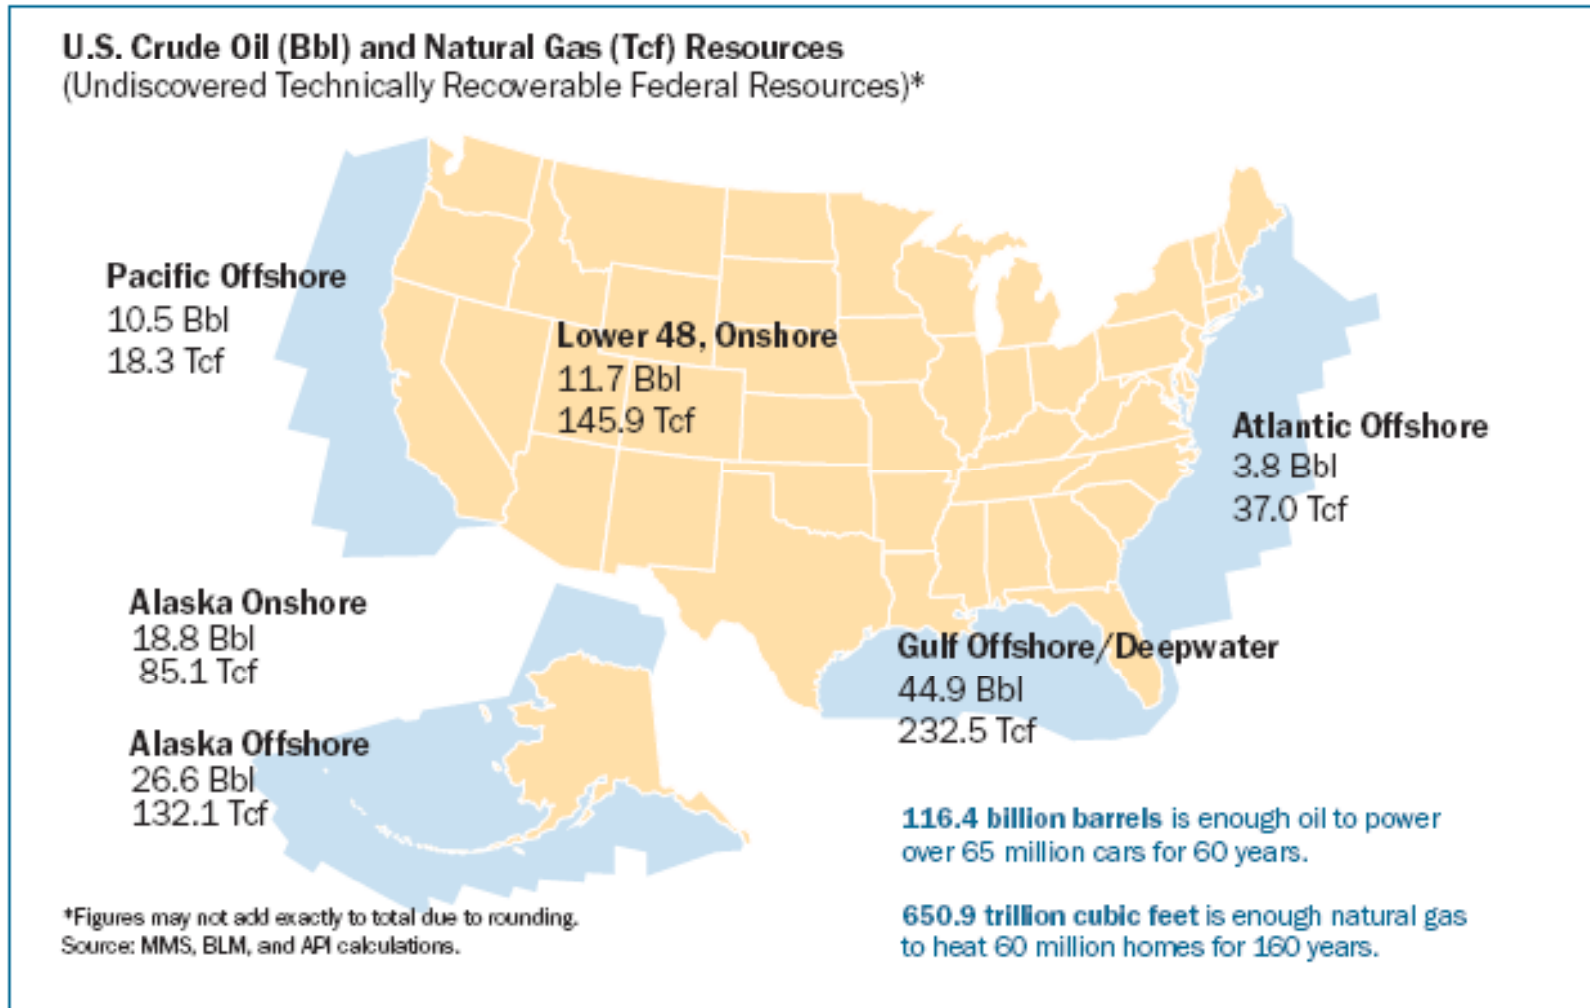 U.S. Crude Oil (Bbl) and Natural Gas (Tcf) Resources
(Undiscovered Technically Recoverable Federal Resources)*
Pacific Offshore
10.5 Bbl
18.3 Tcf
Lower 48, Onshore
11.7 Bbl
145.9 Tcf
Atlantic Offshore
3.8 Bbl
37.0 Tcf
Alaska Onshore
18.8 Bbl
85.1 Tcf
Gulf Offshore/Deepwater
44.9 Bbl
232.5 Tcf
Alaska Offshore
26.6 Bbl
132.1 Tcf
116.4 billion barrels is enough oil to power
over 65 million cars for 60 years.
650.9 trillion cubic feet is enough natural gas
to heat 60 million homes for 160 years.
*Figures may not add exactly to total due to rounding.
Source: MMS, BLM, and API calculations.